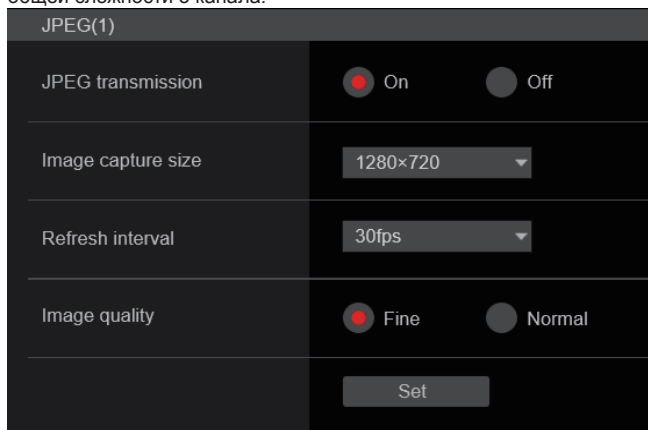 JPEG(1)
JPEG transmission On Off
Image capture size 1280×720
Refresh interval 30fps
Image quality Fine Normal
Set